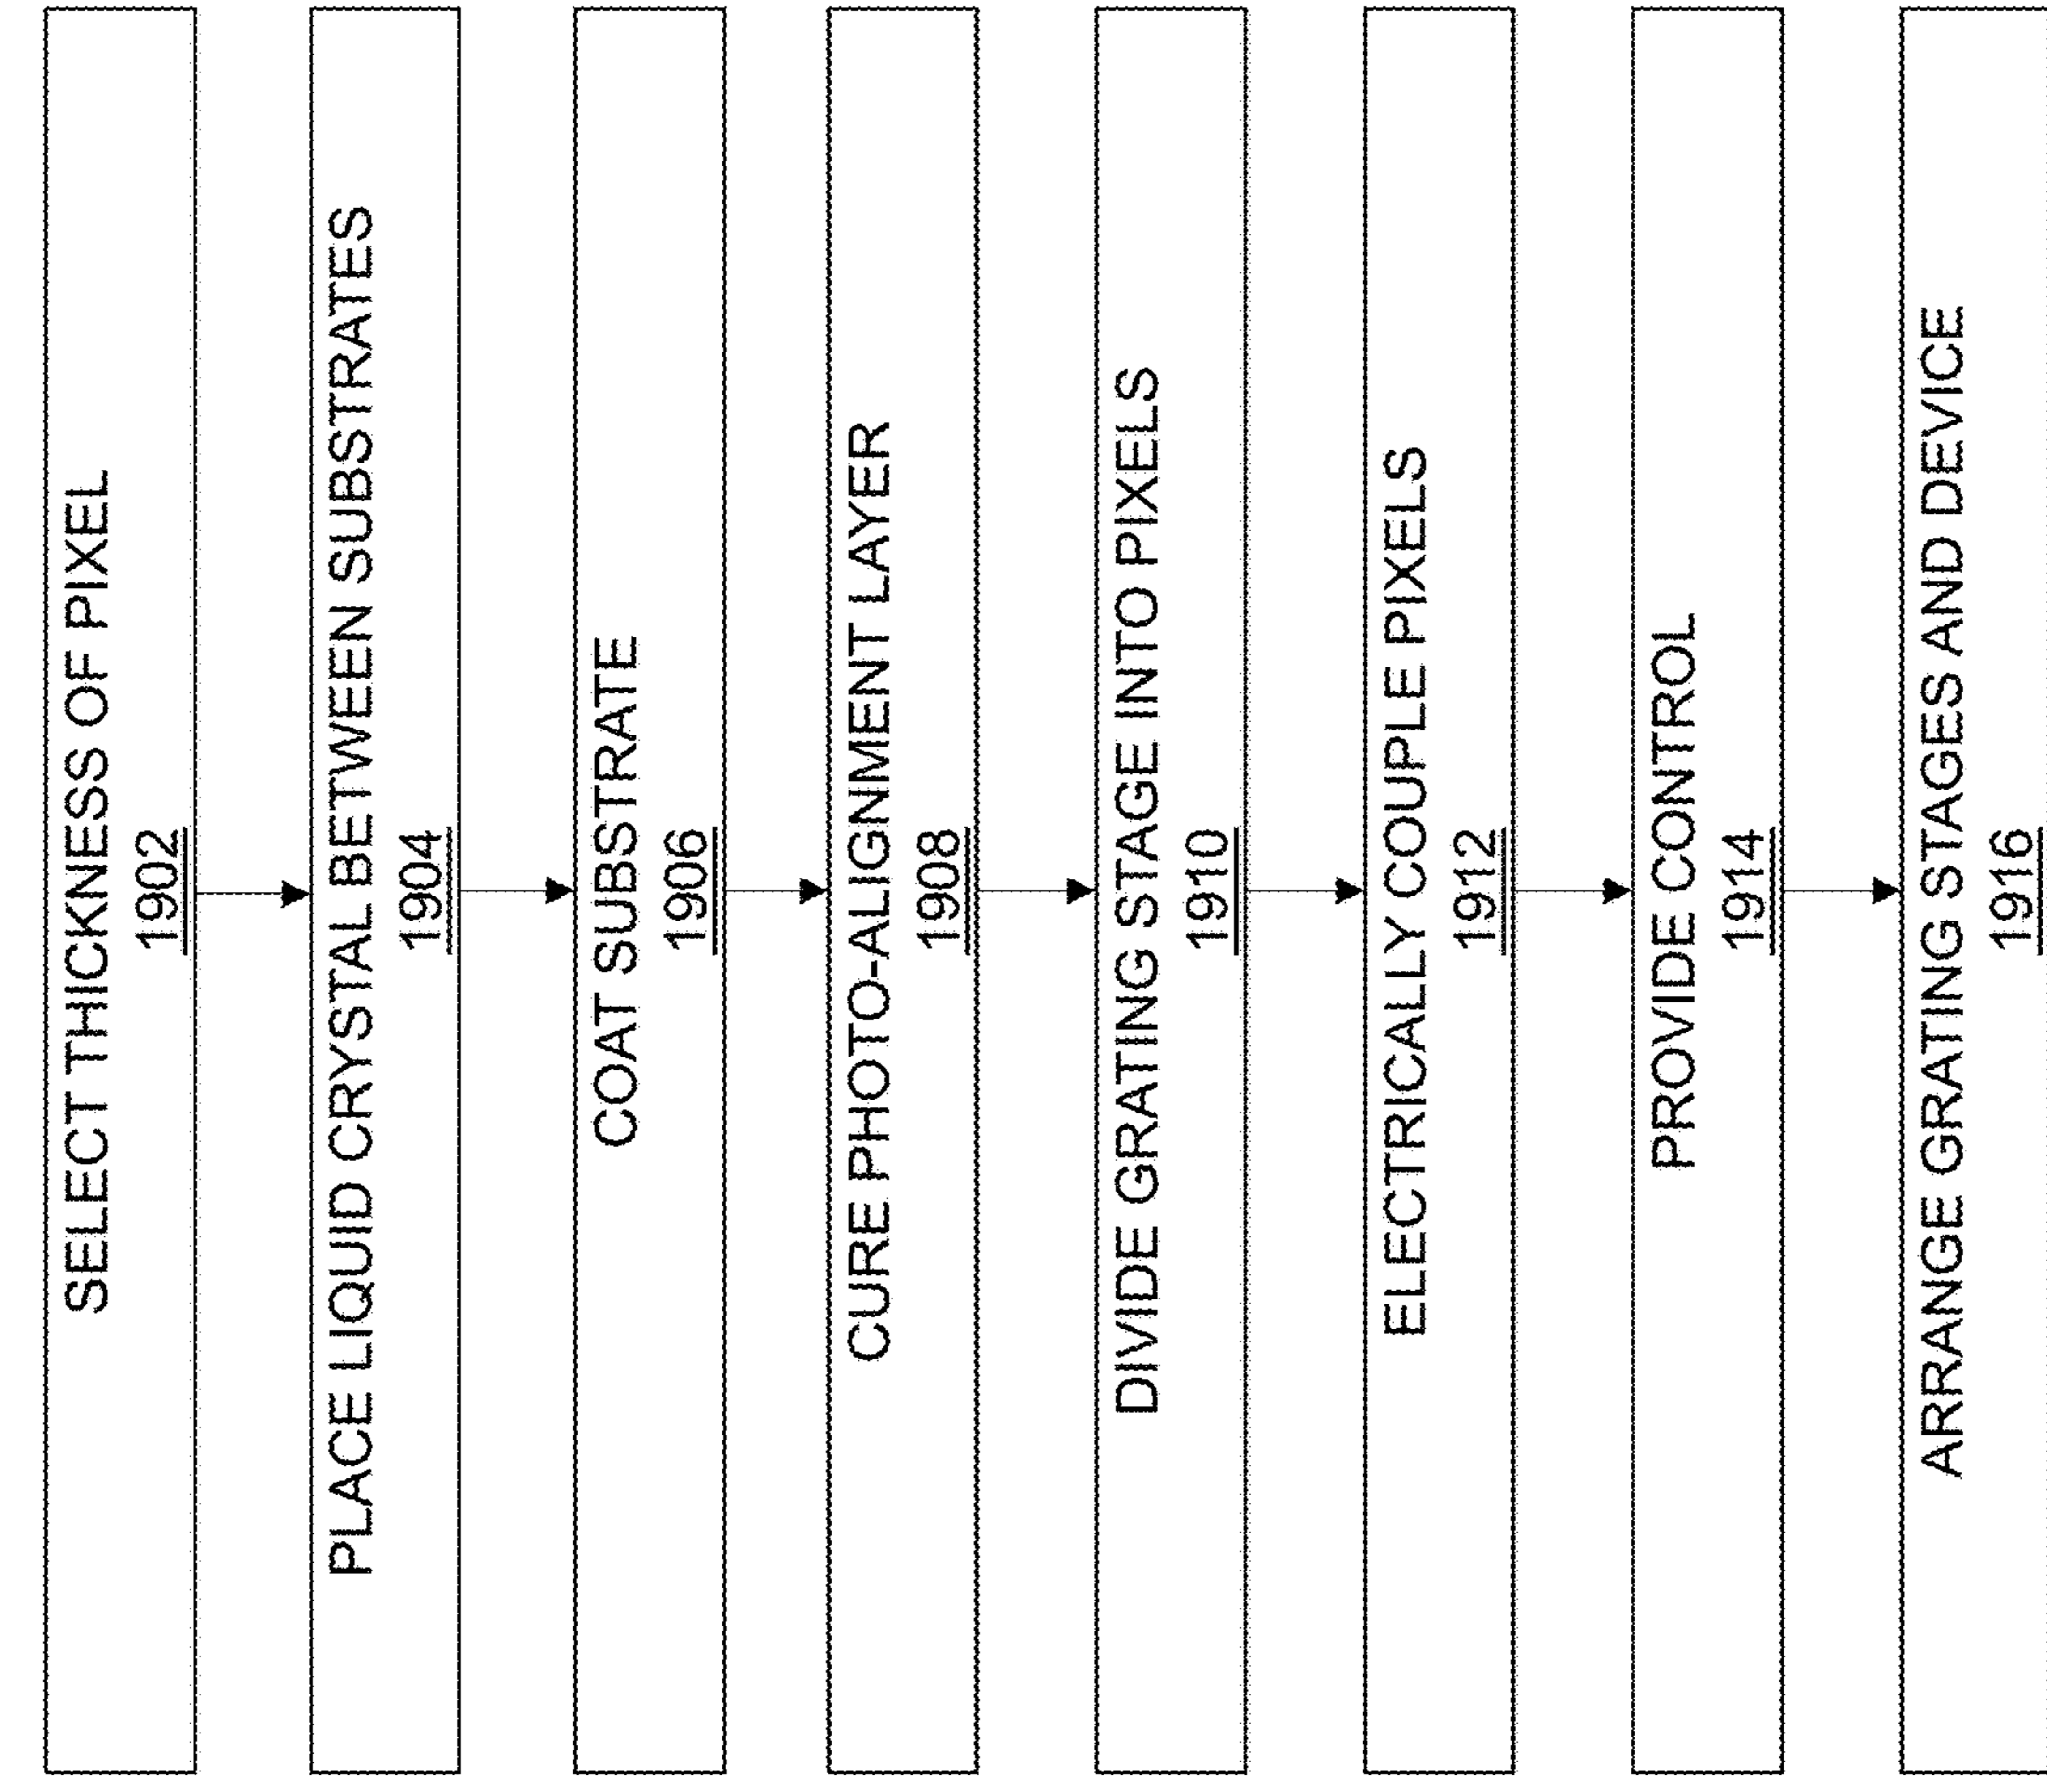 SELECT THICKNESS OF PIXEL
1902
PLACE LIQUID CRYSTAL BETWEEN SUBSTRATES
1904
COAT SUBSTRATE
1906
CURE PHOTO-ALIGNMENT LAYER
1908
DIVIDE GRATING STAGE INTO PIXELS
1910
ELECTRICALLY COUPLE PIXELS
1912
PROVIDE CONTROL
1914
ARRANGE GRATING STAGES AND DEVICE
1916